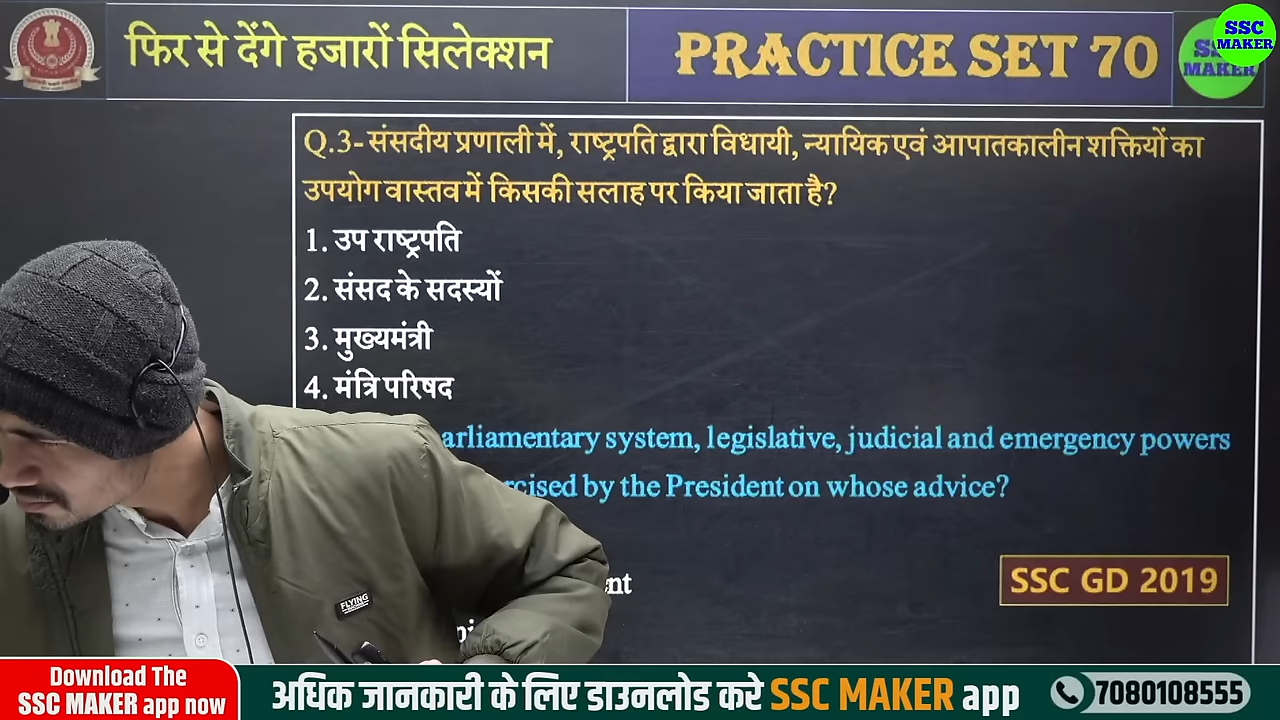 फिर से देंगे हजारों सिलेक्शन
PRACTICE SET 70
SSC
MAKER
MAKER
Q.3-संसदीय प्रणाली में, राष्ट्रपति द्वारा विधायी, न्यायिक एवं आपातकालीन शक्तियों का
उपयोग वास्तव में किसकी सलाह पर किया जाता है?
1. उप राष्ट्रपति
2. संसद के सदस्यों
3. मुख्यमंत्री
4. मंत्रि परिषद
arliamentary system, legislative, judicial and emergency powers
rcised by the President on whose advice?
nt
SSC GD 2019
FLYING
Download The
SSC MAKER app now
अधिक जानकारी के लिए डाउनलोड करे SSC MAKER app
7080108555